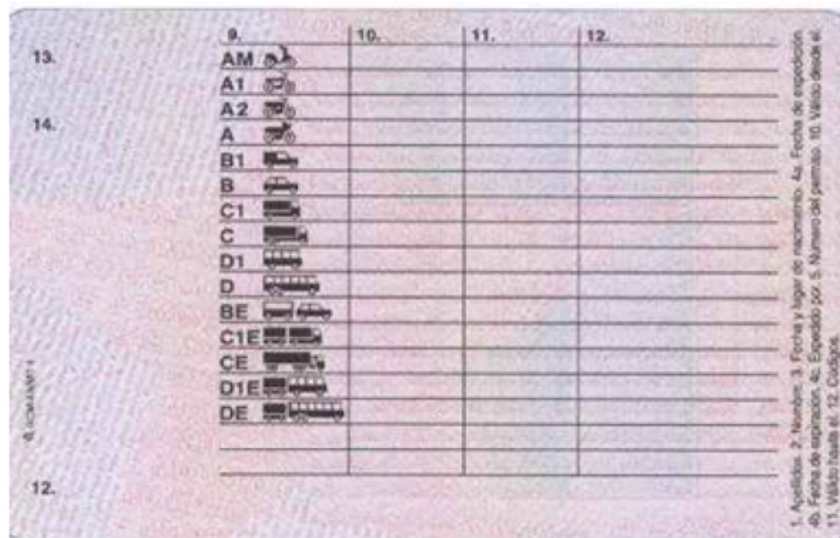 9. 10. 11. 12.
13.
14.
AM
A1
A2
A
B1
B
C1
C
D1
D
BE
C1E
CE
D1E
DE
12.
1. Apellidos. 2. Nombre. 3. Fecha y lugar de nacimiento. 4a. Fecha de expedición.
4b. Fecha de expiración. 4c. Expedido por. 5. Número del permiso. 10. Válido desde el.
11. Válido hasta el. 12. Códigos.